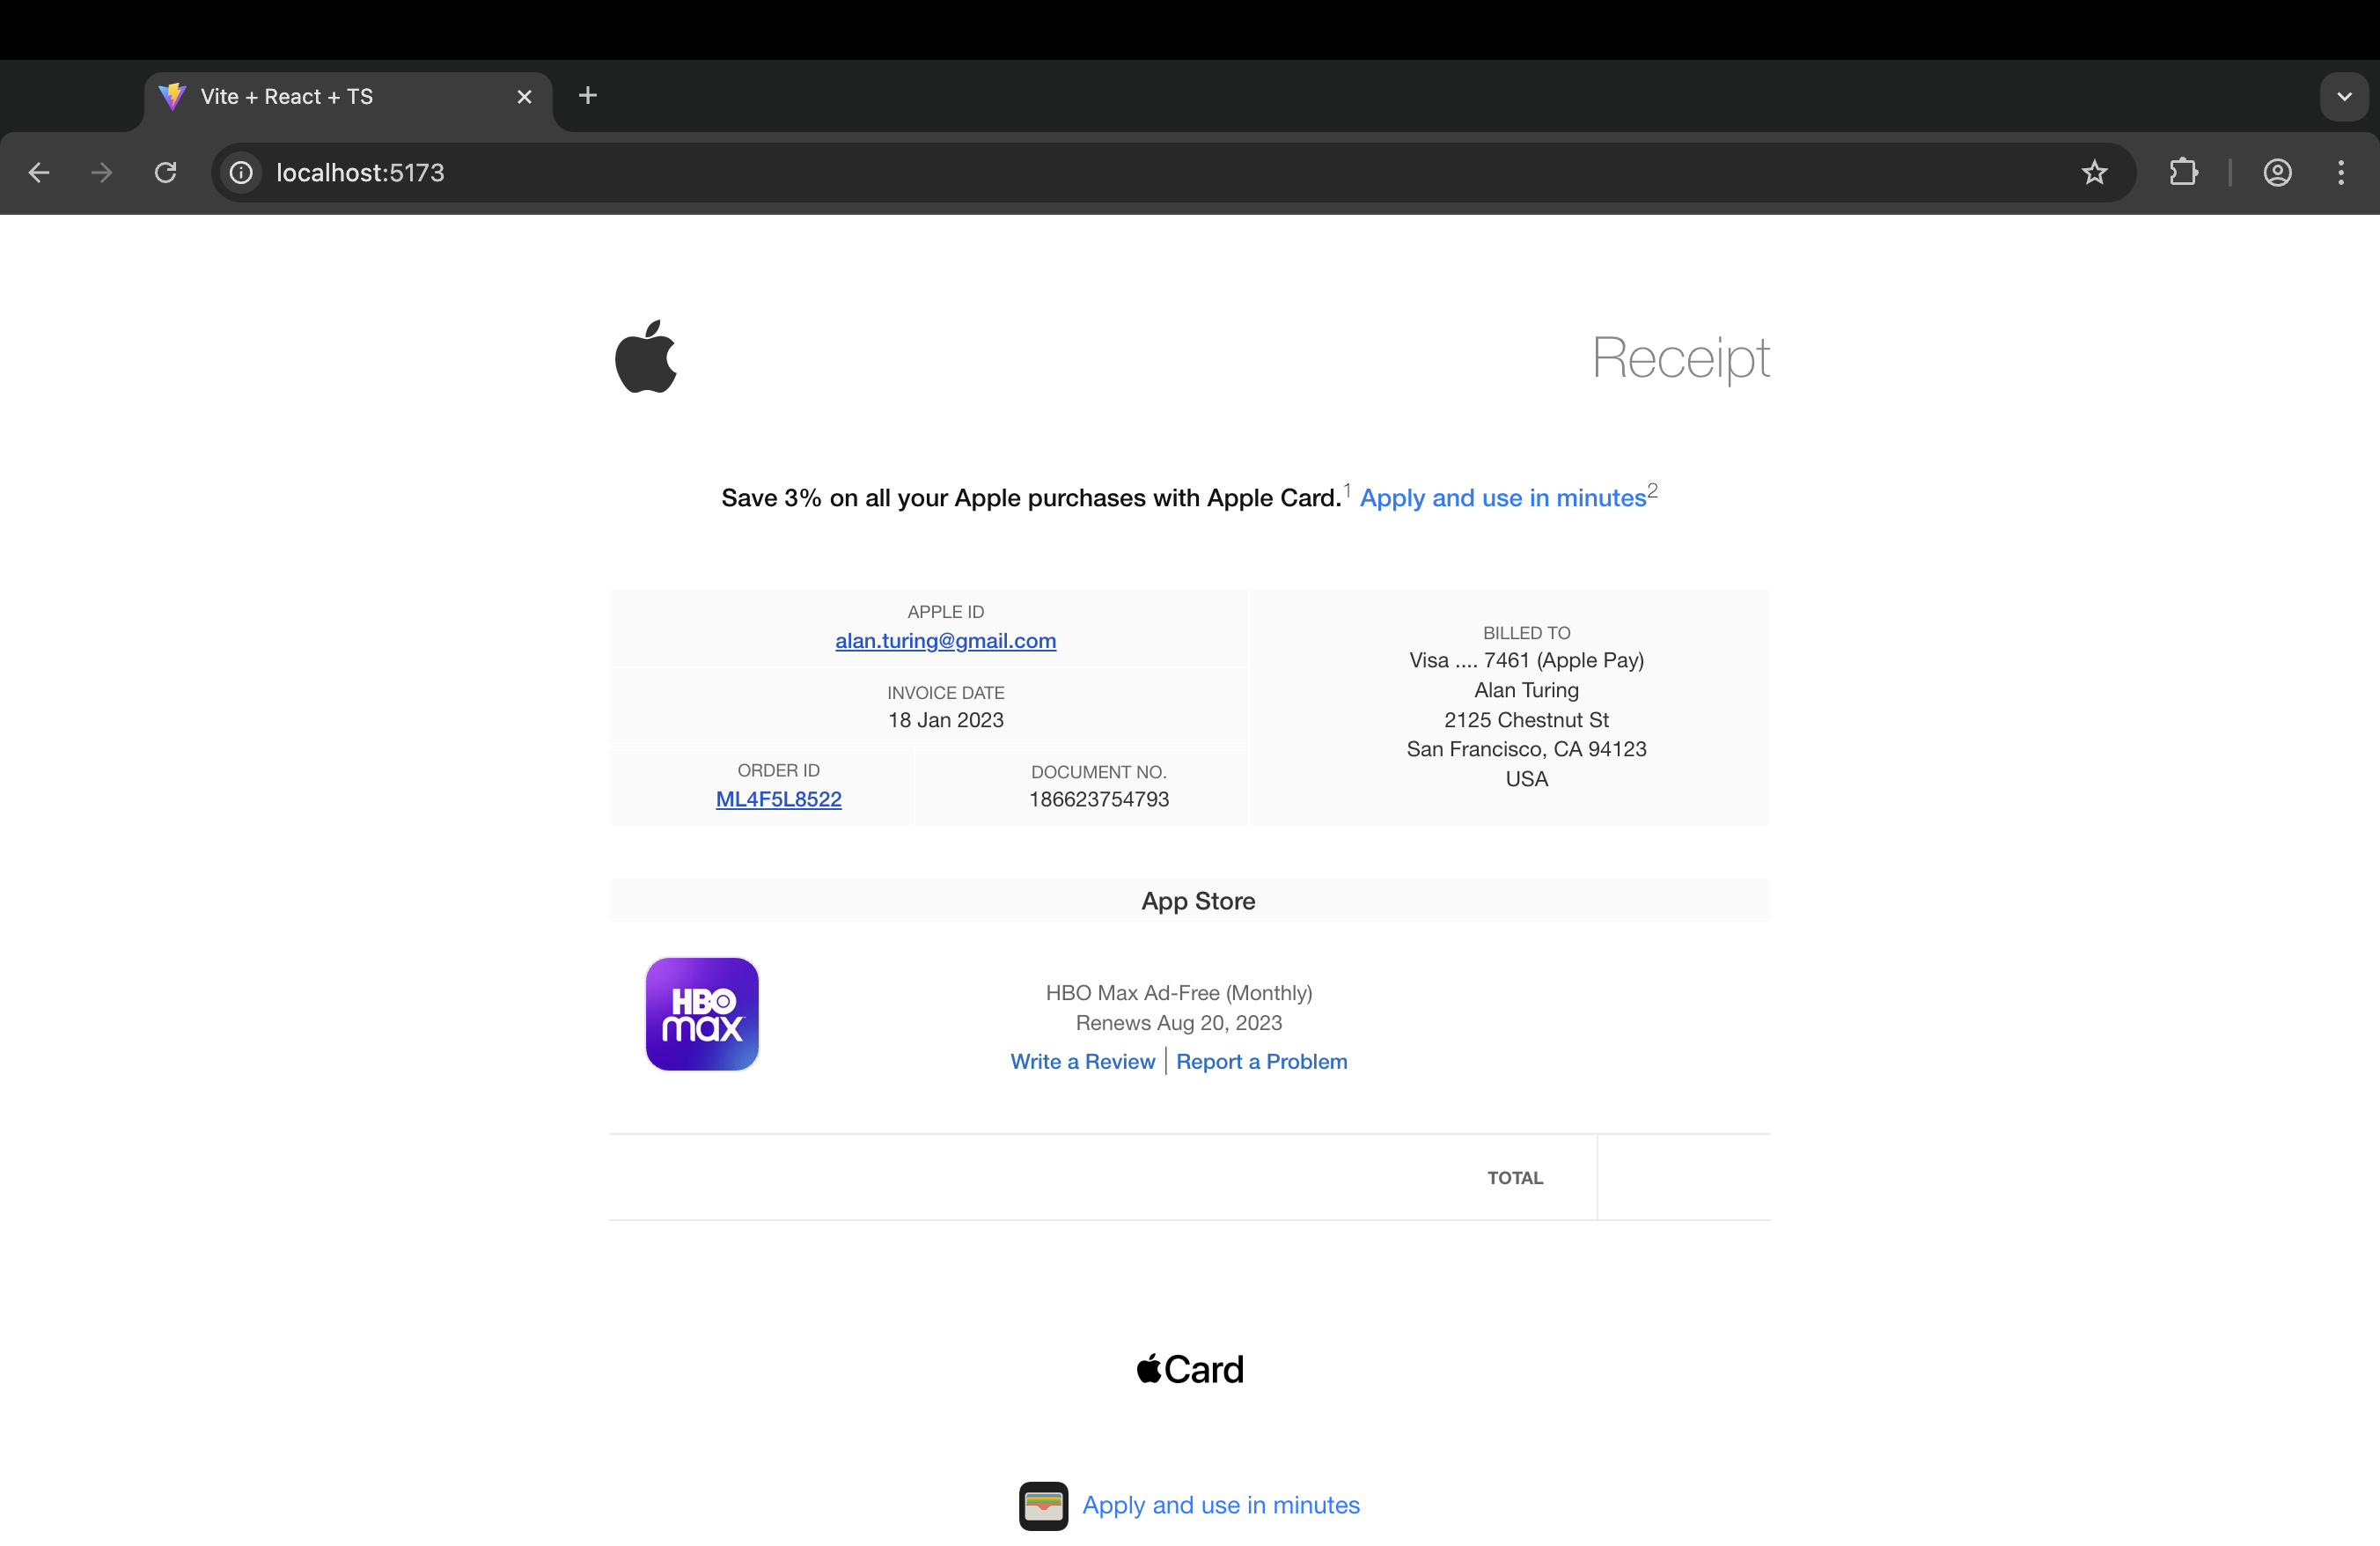 Vite + React + TS
localhost:5173
Receipt
Save 3% on all your Apple purchases with Apple Card.1 Apply and use in minutes2
APPLE ID
alan.turing@gmail.com
INVOICE DATE
18 Jan 2023
ORDER ID
ML4F5L8522
DOCUMENT NO.
186623754793
BILLED TO
Visa .... 7461 (Apple Pay)
Alan Turing
2125 Chestnut St
San Francisco, CA 94123
USA
App Store
HBO
max
HBO Max Ad-Free (Monthly)
Renews Aug 20, 2023
Write a Review | Report a Problem
TOTAL
Card
Apply and use in minutes